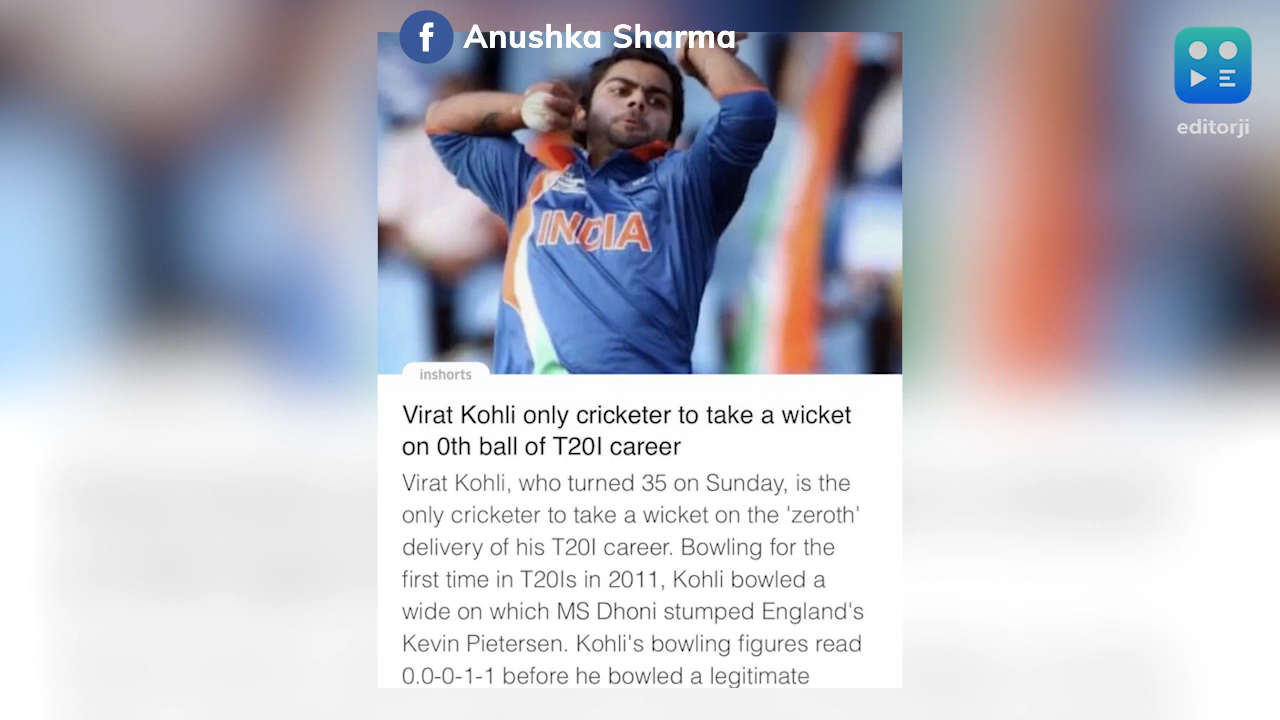 f Anushka Sharma
editorji
INDIA
inshorts
Virat Kohli only cricketer to take a wicket
on 0th ball of T20I career
Virat Kohli, who turned 35 on Sunday, is the
only cricketer to take a wicket on the 'zeroth'
delivery of his T20I career. Bowling for the
first time in T20Is in 2011, Kohli bowled a
wide on which MS Dhoni stumped England's
Kevin Pietersen. Kohli's bowling figures read
0.0-0-1-1 before he bowled a legitimate